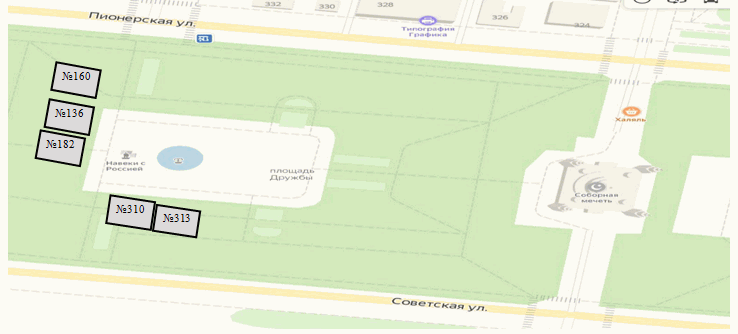 332
330
328
326
324
Пионерская ул.
Типография
Графика
№160
№136
№182
Халяль
Навеки с
Россией
площадь
Дружбы
Соборная
мечеть
№310
№313
Советская ул.